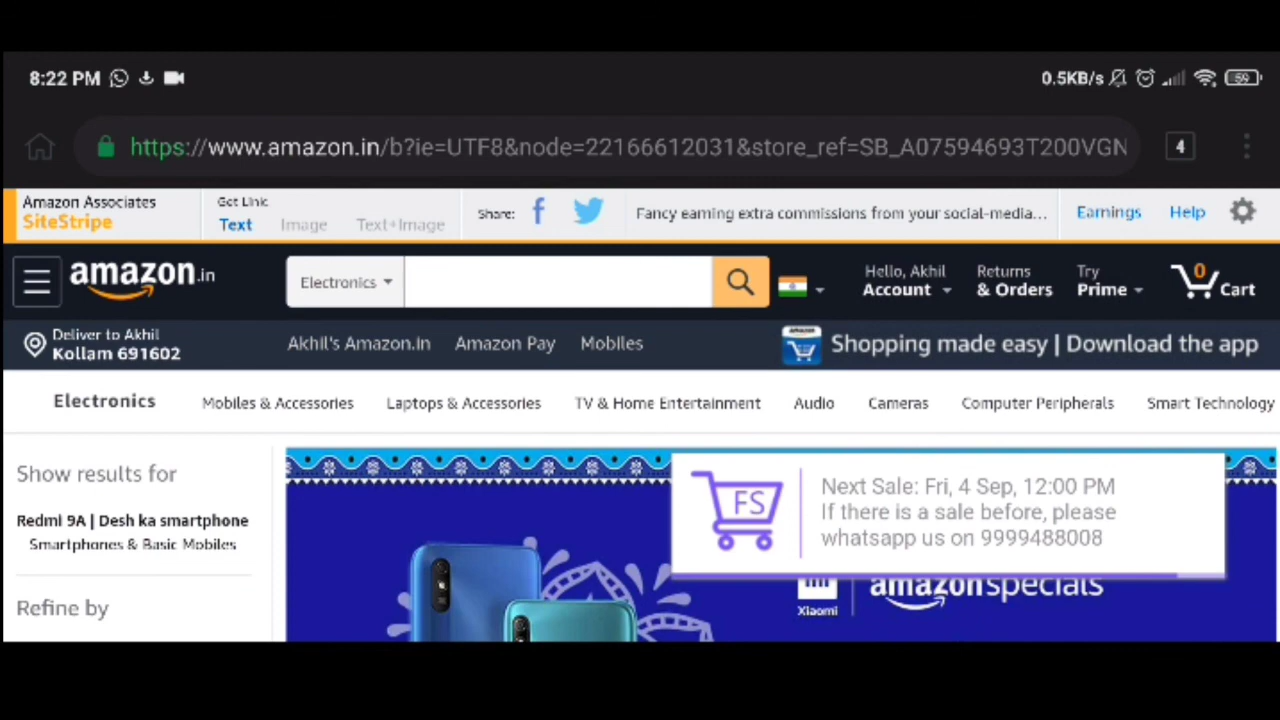 8:22 PM
0.5KB/s
59
https://www.amazon.in/b?ie=UTF8&node=22166612031&store_ref=SB_A07594693T200VGN
4
Amazon Associates
SiteStripe
Get Link:
Text
Image
Text+Image
Share:
Fancy earning extra commissions from your social-media...
Earnings
Help
amazon.in
Electronics
Hello, Akhil
Account
Returns
& Orders
Try
Prime
0
Cart
Deliver to Akhil
Kollam 691602
Akhil's Amazon.in
Amazon Pay
Mobiles
Shopping made easy | Download the app
Electronics
Mobiles & Accessories
Laptops & Accessories
TV & Home Entertainment
Audio
Cameras
Computer Peripherals
Smart Technology
Show results for
Redmi 9A | Desh ka smartphone
Smartphones & Basic Mobiles
Refine by
FS
Next Sale: Fri, 4 Sep, 12:00 PM
If there is a sale before, please
whatsapp us on 9999488008
Xiaomi
amazonspecials